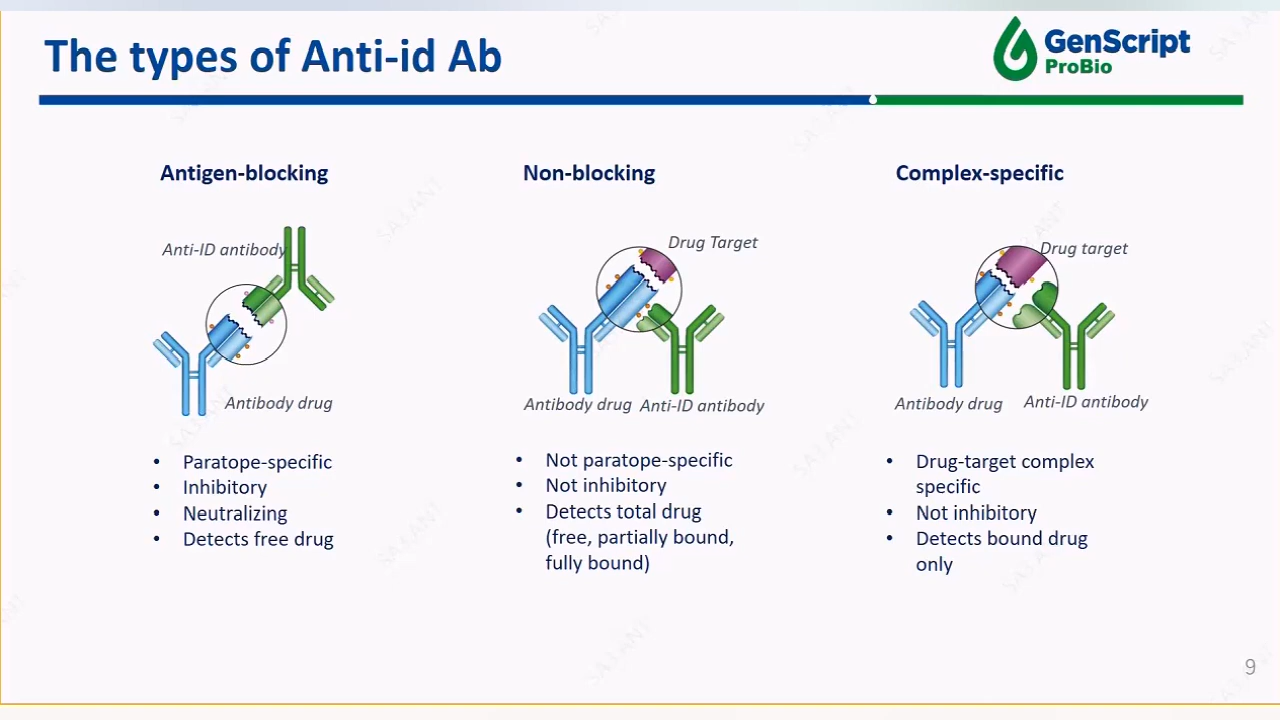 The types of Anti-id Ab
GenScript
ProBio
Antigen-blocking
Anti-ID antibody
Antibody drug
• Paratope-specific
• Inhibitory
• Neutralizing
• Detects free drug
Non-blocking
Drug Target
Antibody drug
Anti-ID antibody
• Not paratope-specific
• Not inhibitory
• Detects total drug
(free, partially bound,
fully bound)
Complex-specific
Drug target
Antibody drug
Anti-ID antibody
• Drug-target complex
specific
• Not inhibitory
• Detects bound drug
only
9